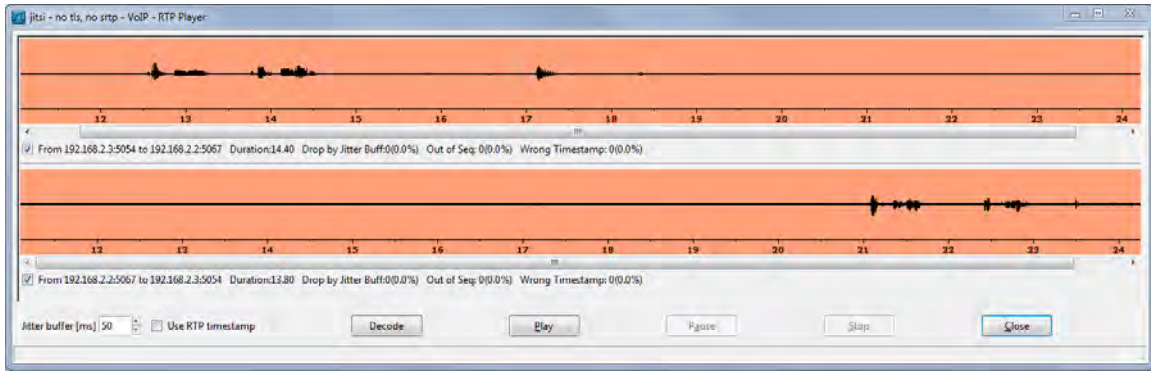 jitsi - no tls, no srtp - VoIP - RTP Player
12 13 14 15 16 17 18 19 20 21 22 23 24
From 192.168.2.3:5054 to 192.168.2.2:5067 Duration:14.40 Drop by Jitter Buff:0(0.0%) Out of Seq: 0(0.0%) Wrong Timestamp: 0(0.0%)
12 13 14 15 16 17 18 19 20 21 22 23 24
From 192.168.2.2:5067 to 192.168.2.3:5054 Duration:13.80 Drop by Jitter Buff:0(0.0%) Out of Seq: 0(0.0%) Wrong Timestamp: 0(0.0%)
Jitter buffer [ms] 50 Use RTP timestamp Decode Play Pause Stop Close